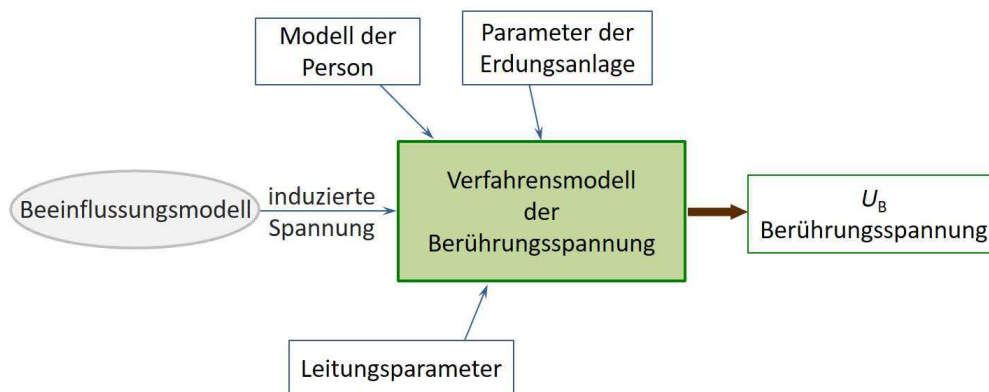 Modell der
Person
Parameter der
Erdungsanlage
Beeinflussungsmodell
induzierte
Spannung
Verfahrensmodell
der
Berührungsspannung
U_B
Berührungsspannung
Leitungsparameter